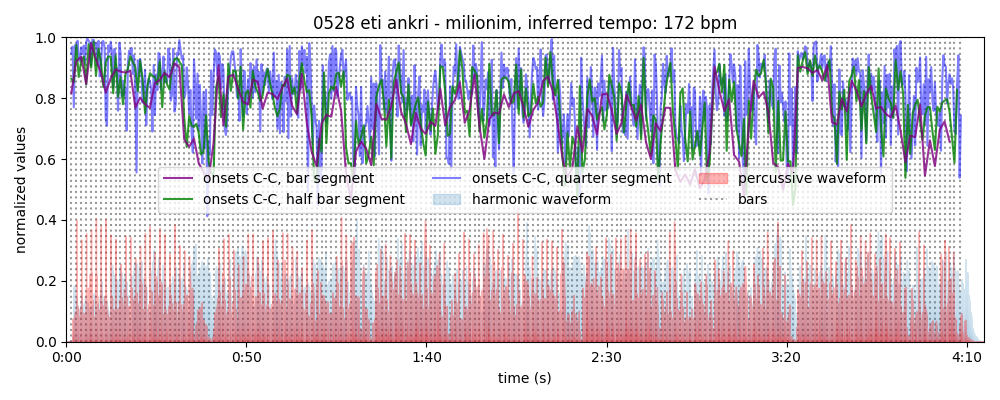 0528 eti ankri - milionim, inferred tempo: 172 bpm
normalized values
1.0
0.8
0.6
0.4
0.2
0.0
onsets C-C, bar segment
onsets C-C, half bar segment
onsets C-C, quarter segment
harmonic waveform
percussive waveform
bars
0:00
0:50
1:40
2:30
3:20
4:10
time (s)